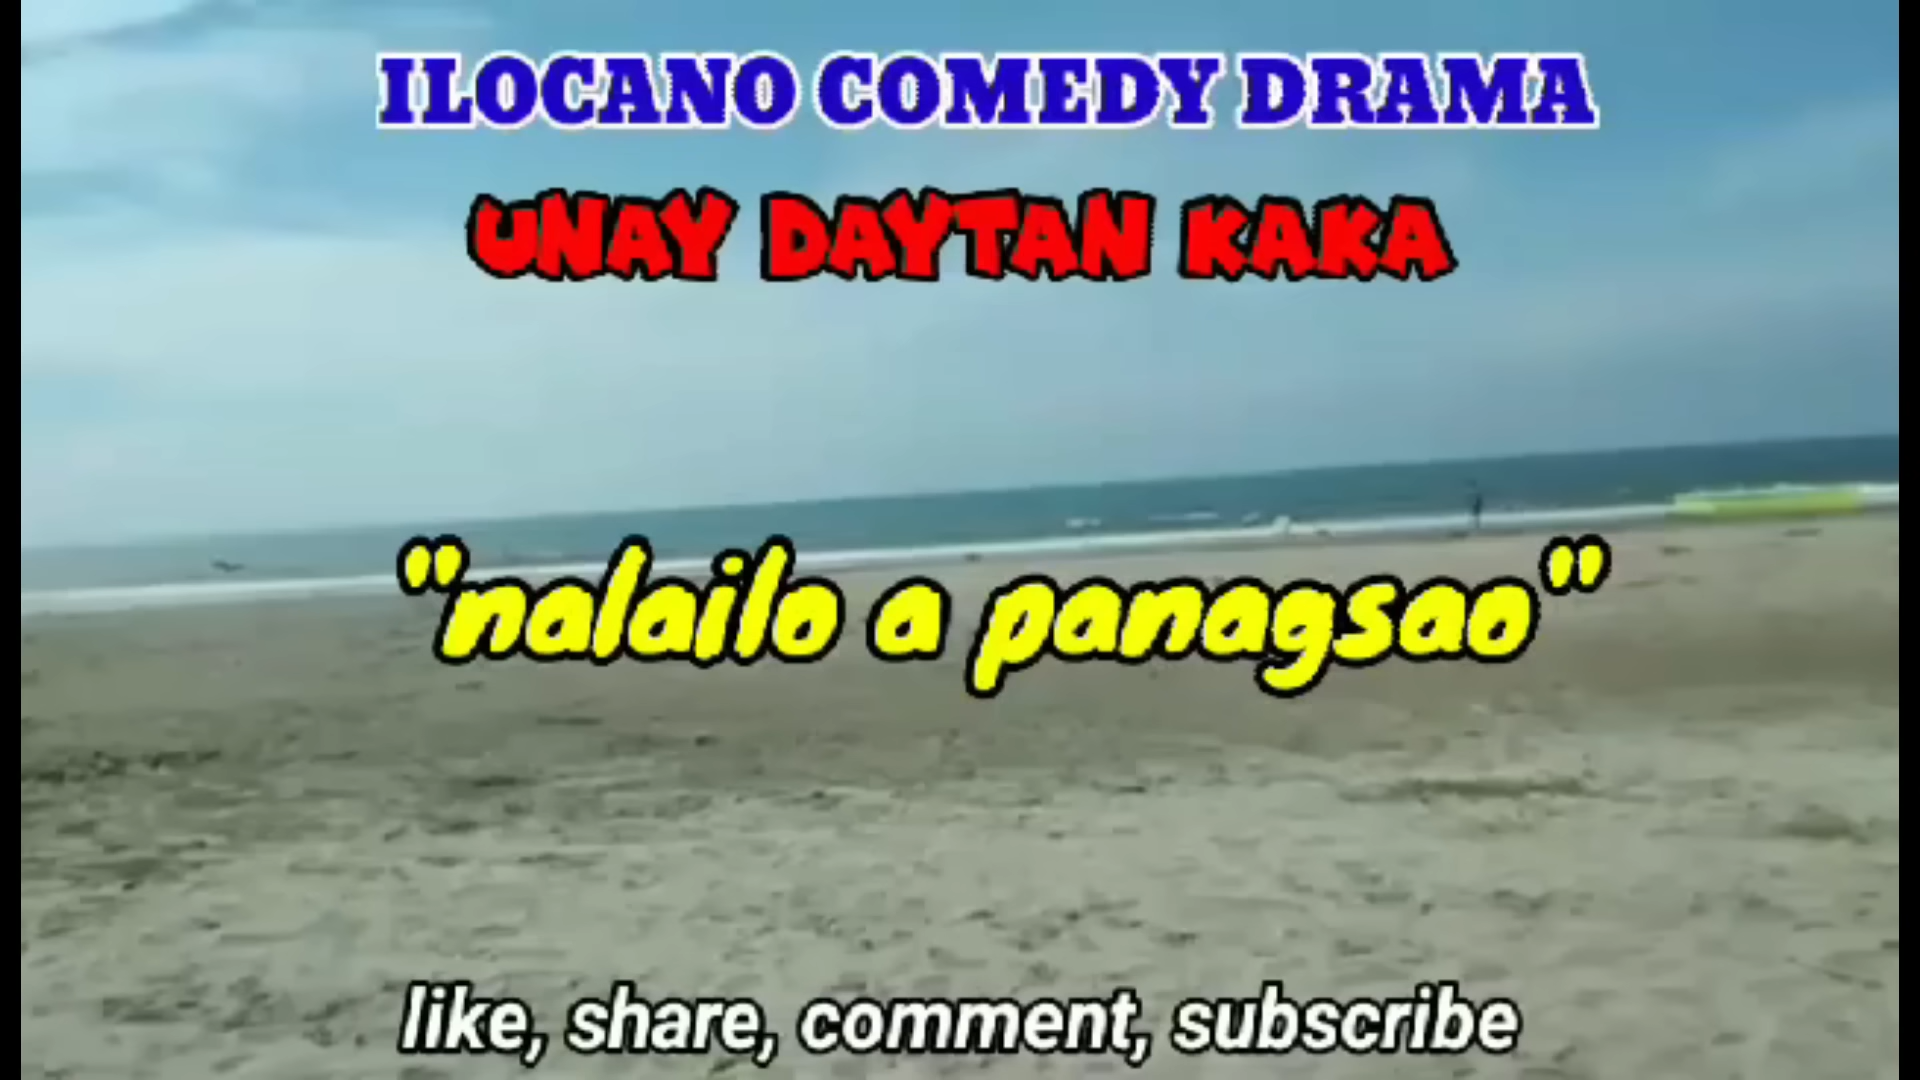 ILOCANO COMEDY DRAMA
UNAY DAYTAN KAKA
"nalailo a panagsao"
like, share, comment, subscribe